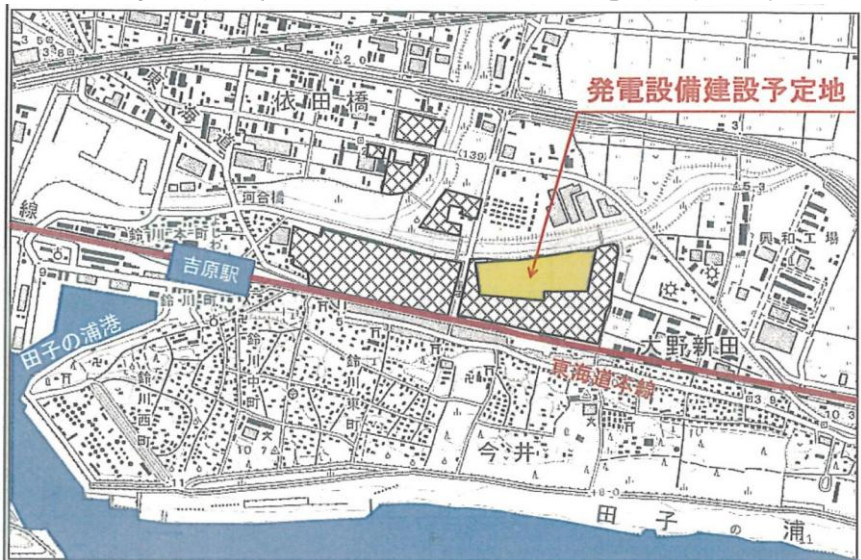 発電設備建設予定地
依田橋
東海道
(139)
河合橋
線
鈴川本町
吉原駅
鈴川町
田子の浦港
興和工場
大野新田
東海道本線
鈴川中町
鈴川東町
鈴川西町
今井
田子の浦
11